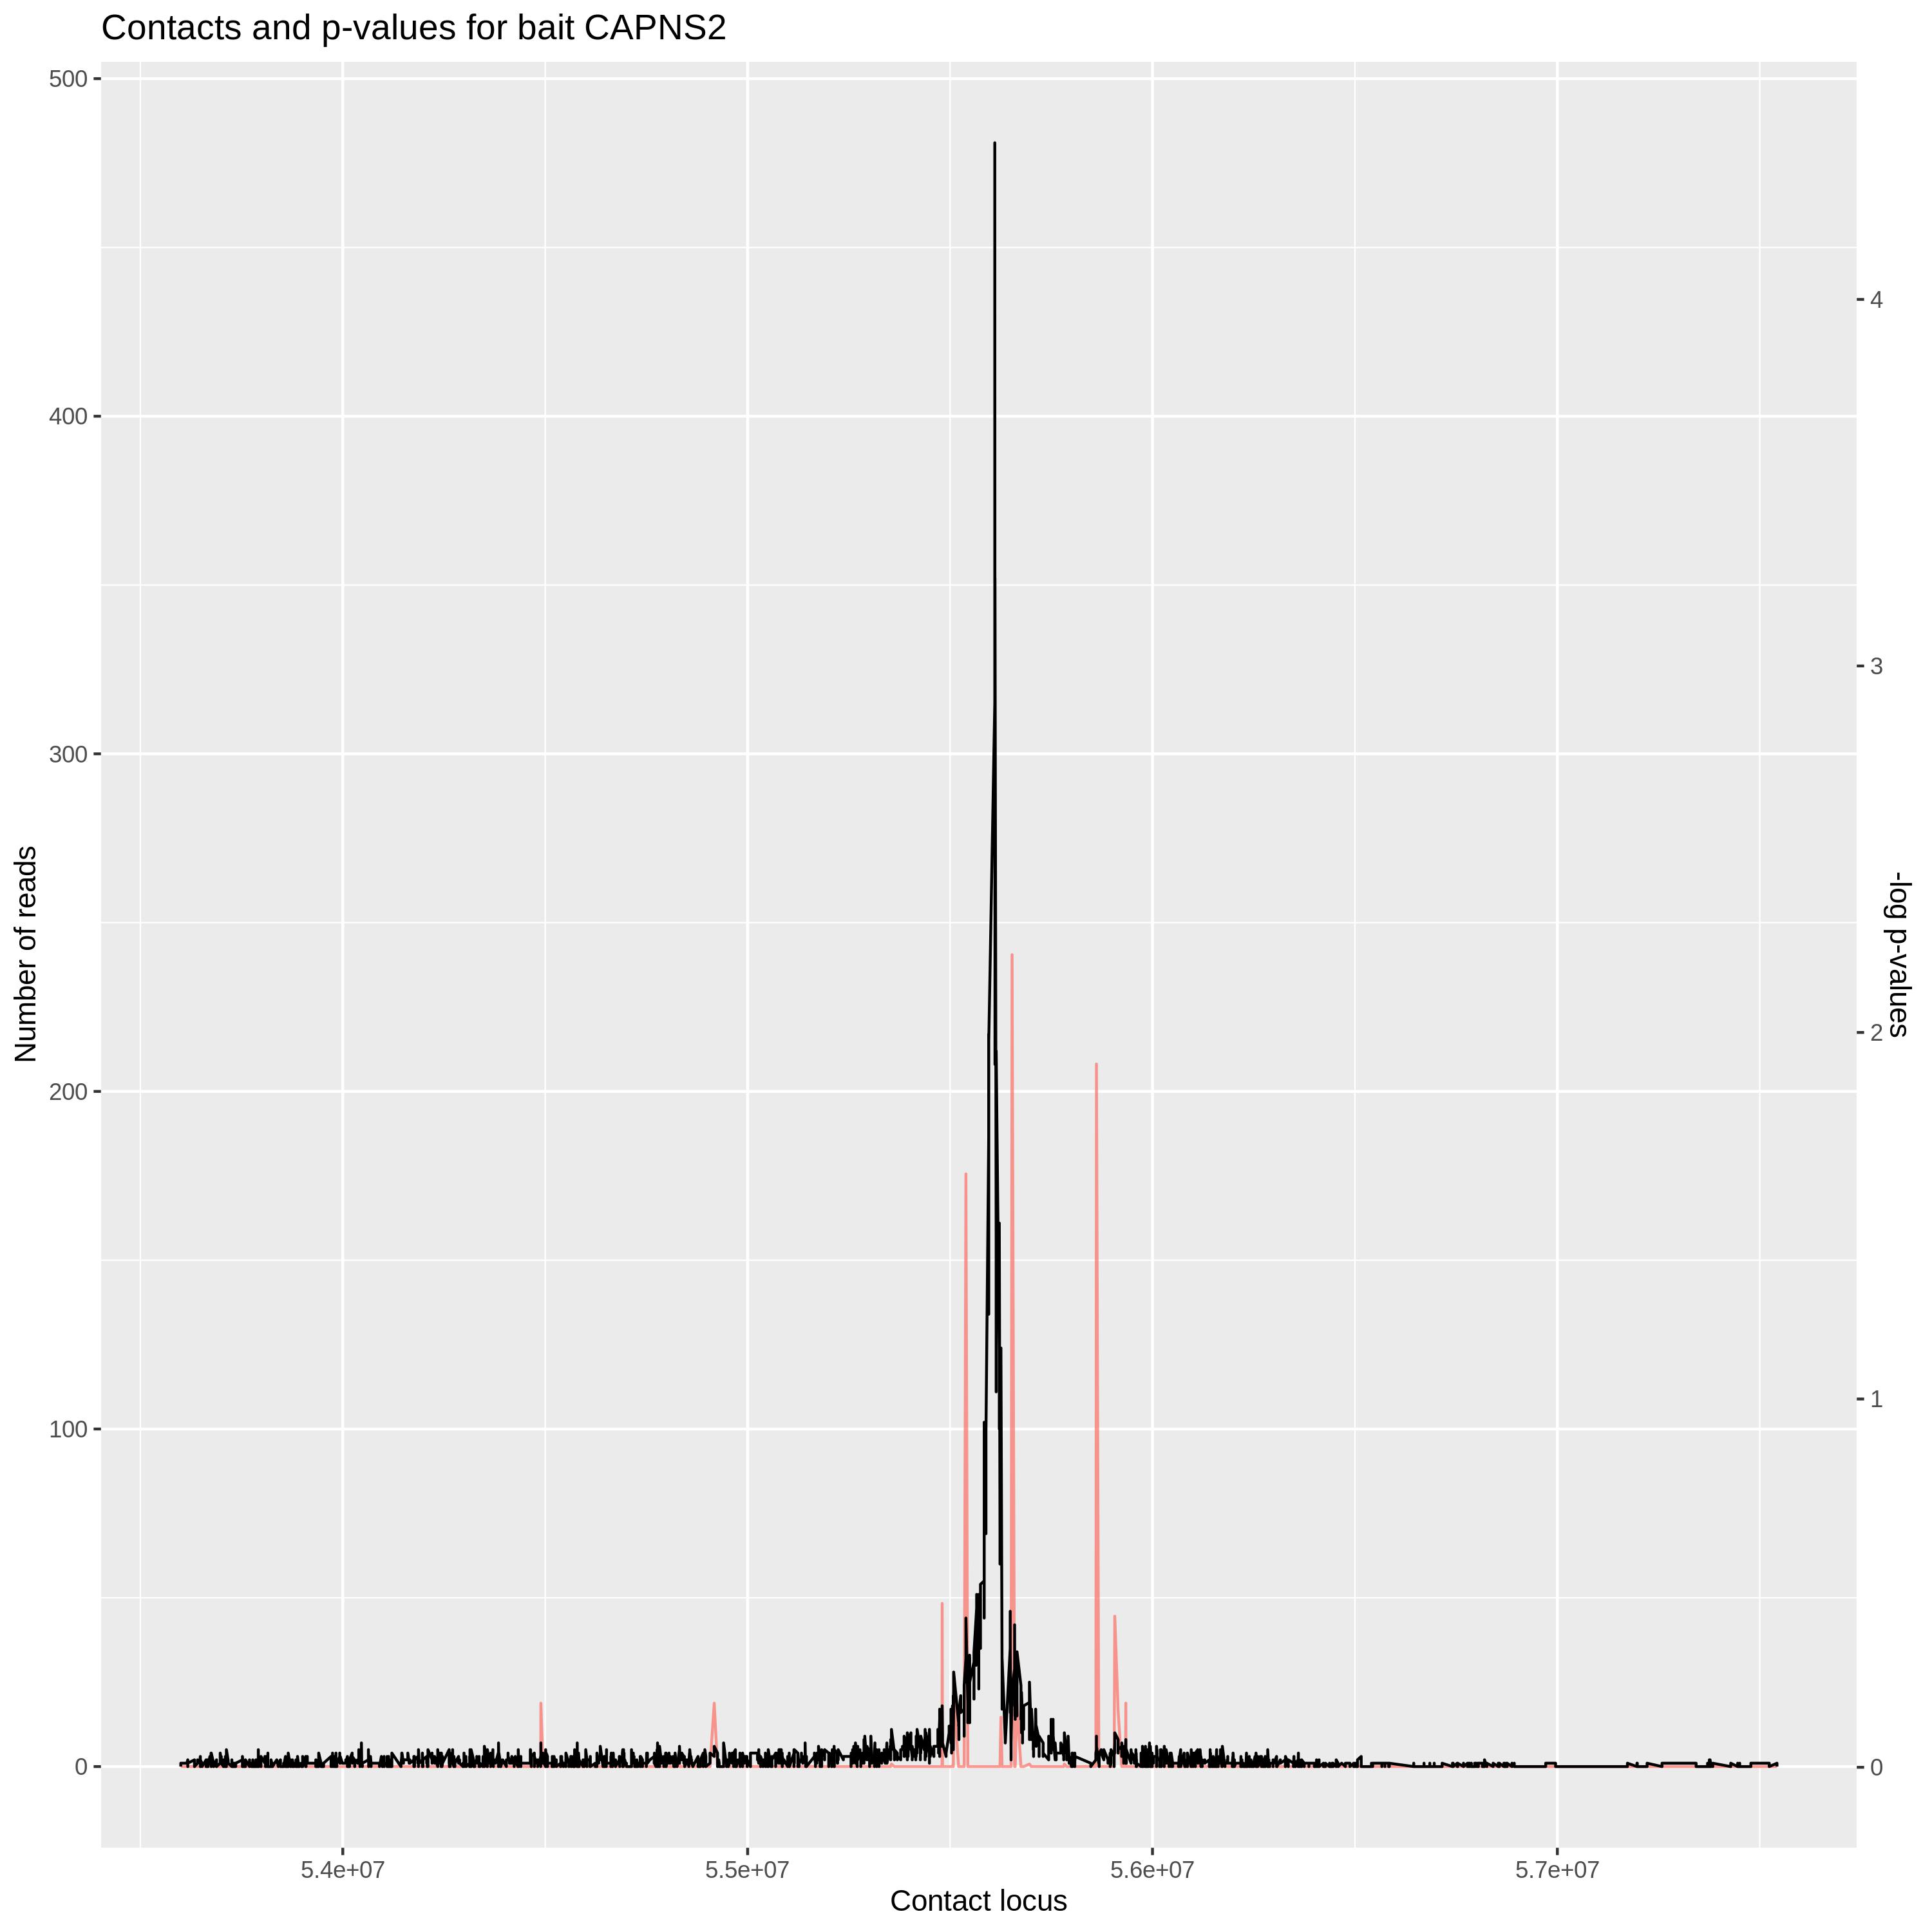 Contacts and p-values for bait CAPNS2
500
400
300
200
100
0
Number of reads
4
3
2
1
0
-log p-values
5.4e+07
5.5e+07
5.6e+07
5.7e+07
Contact locus